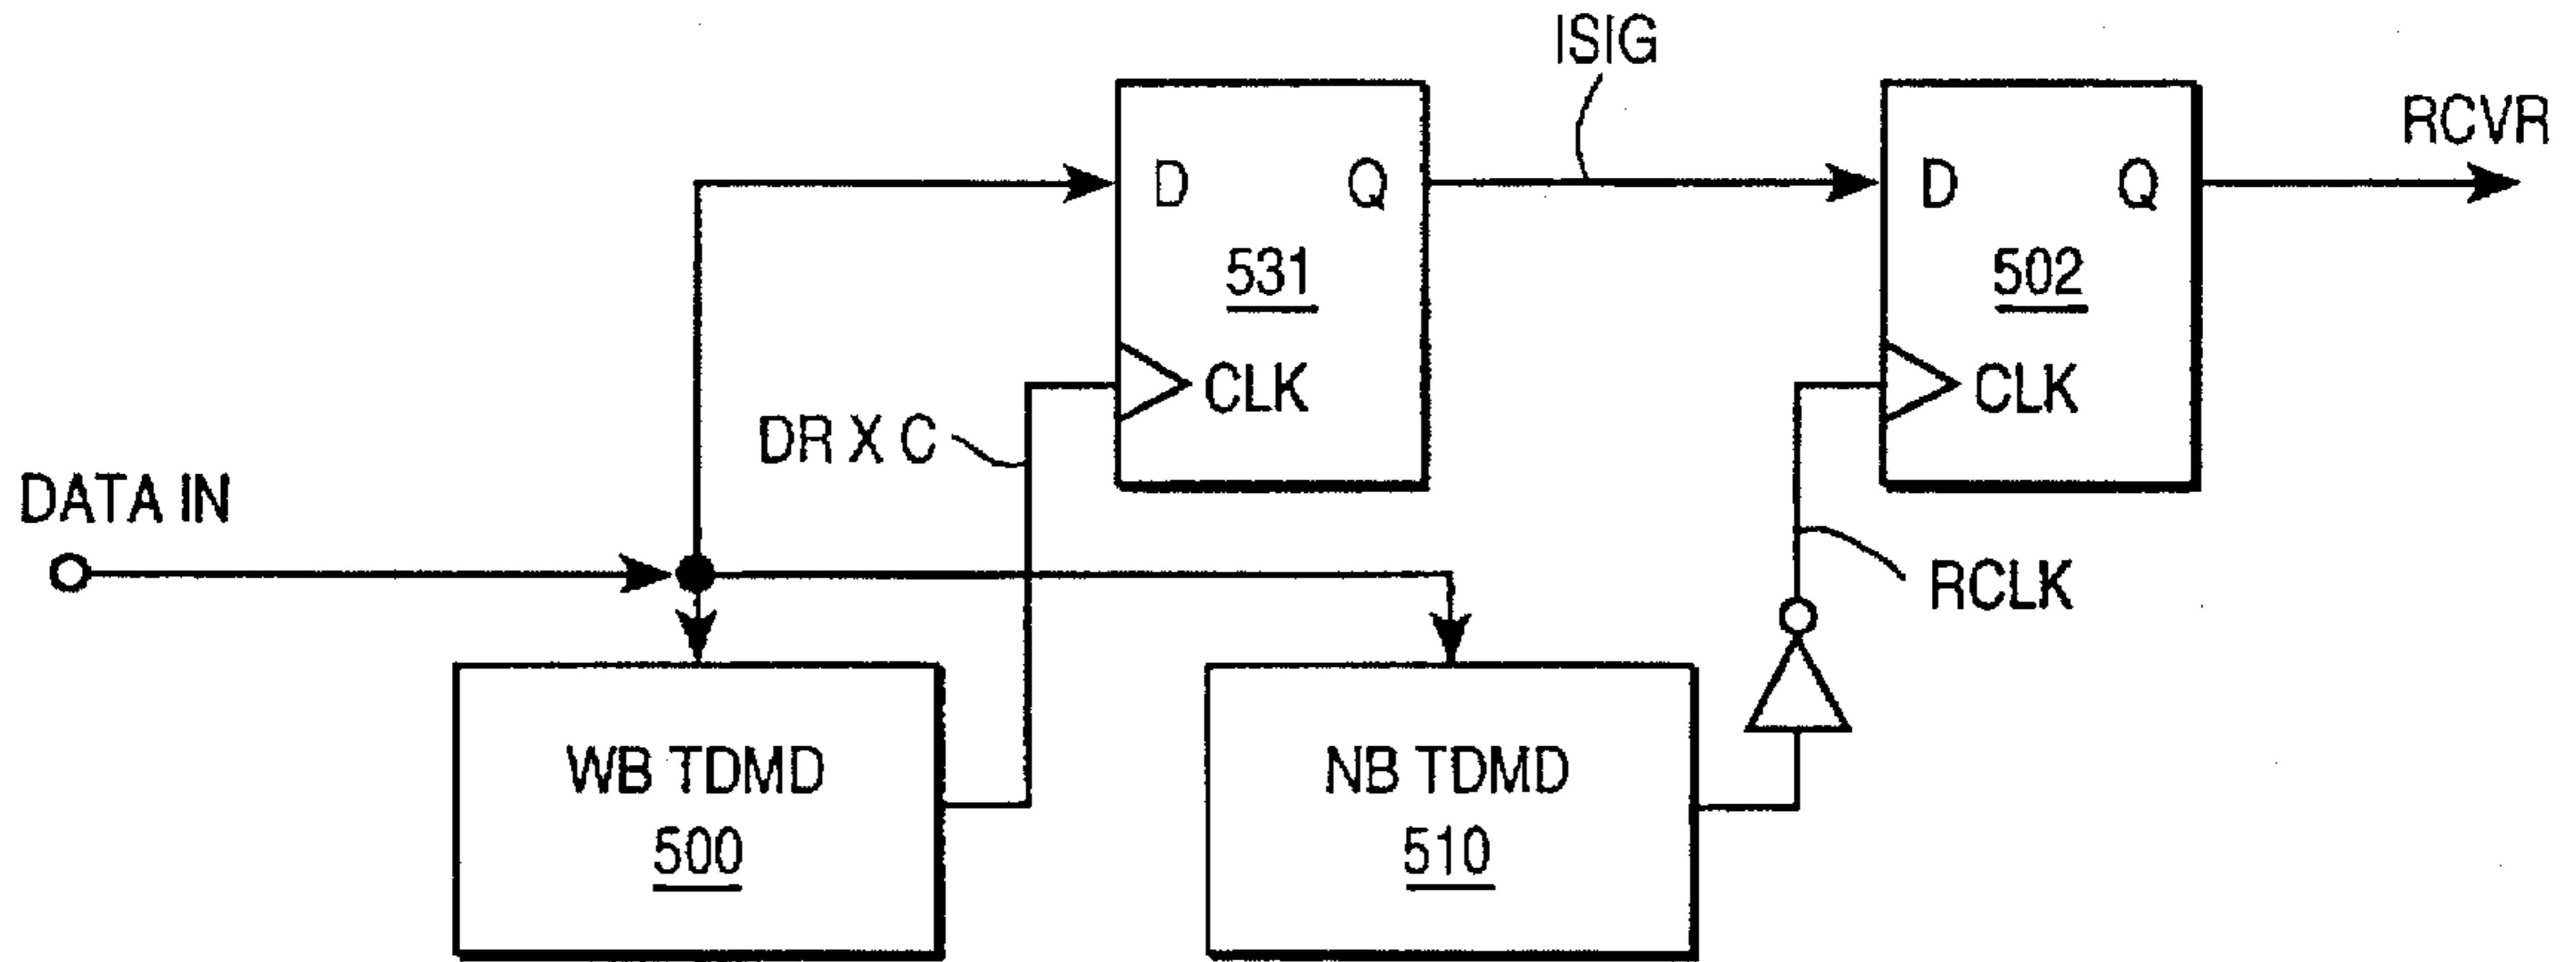 ISIG
RCVR
D Q
531
CLK
D Q
502
CLK
DR X C
DATA IN
RCLK
WB TDMD
500
NB TDMD
510